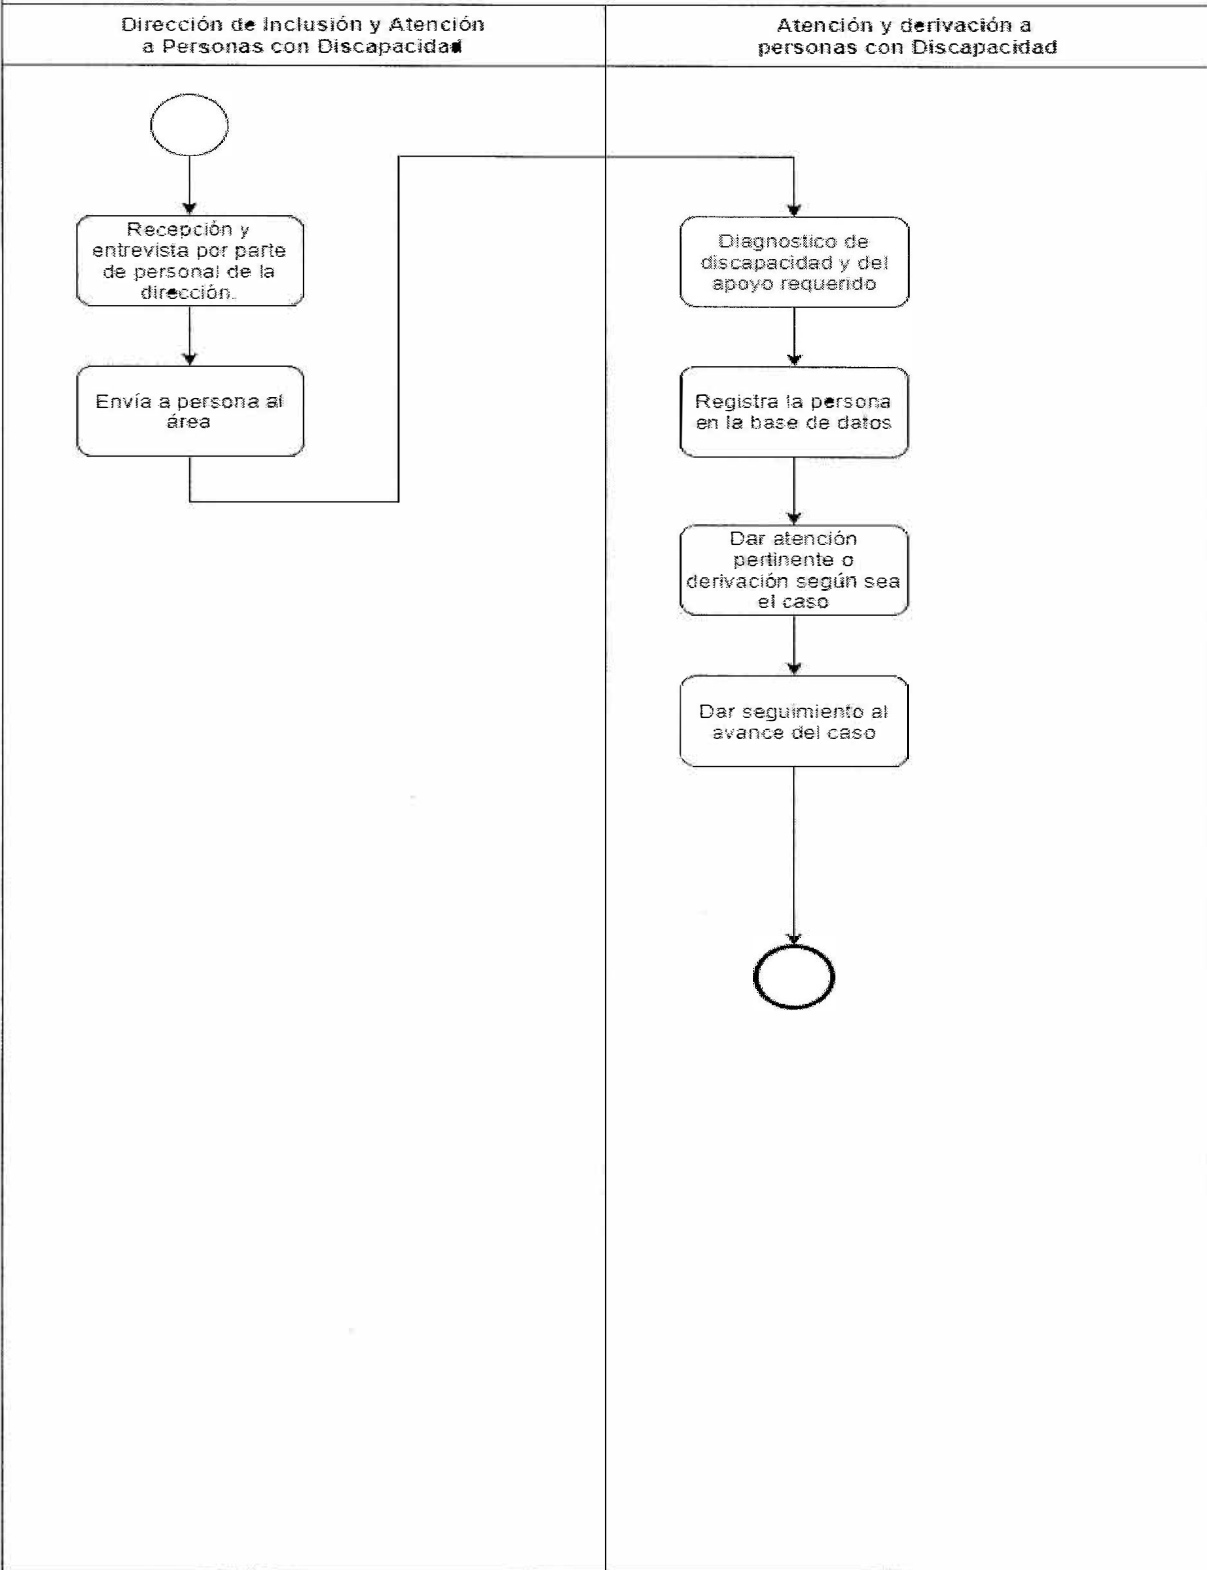 Dirección de Inclusión y Atención
a Personas con Discapacidad
Atención y derivación a
personas con Discapacidad
Recepción y
entrevista por parte
de personal de la
dirección.
Envía a persona al
área
Diagnostico de
discapacidad y del
apoyo requerido
Registra la persona
en la base de datos
Dar atención
pertinente o
derivación según sea
el caso
Dar seguimiento al
avance del caso